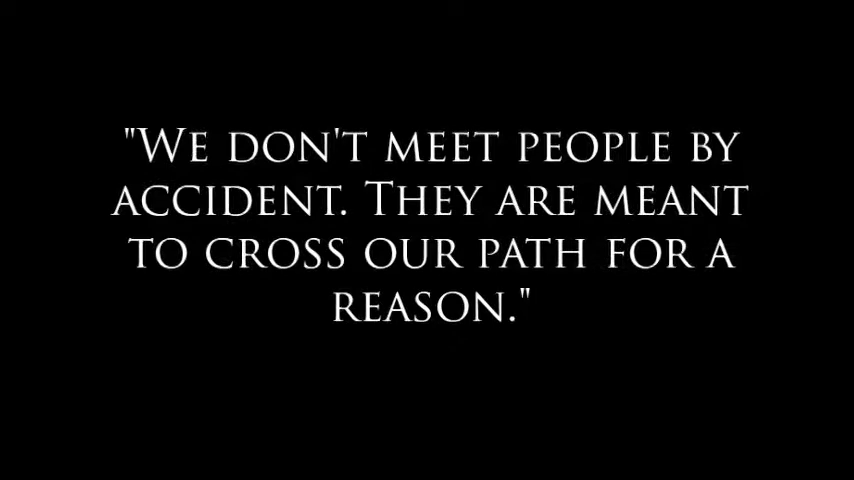 "We don't meet people by
accident. They are meant
to cross our path for a
reason."